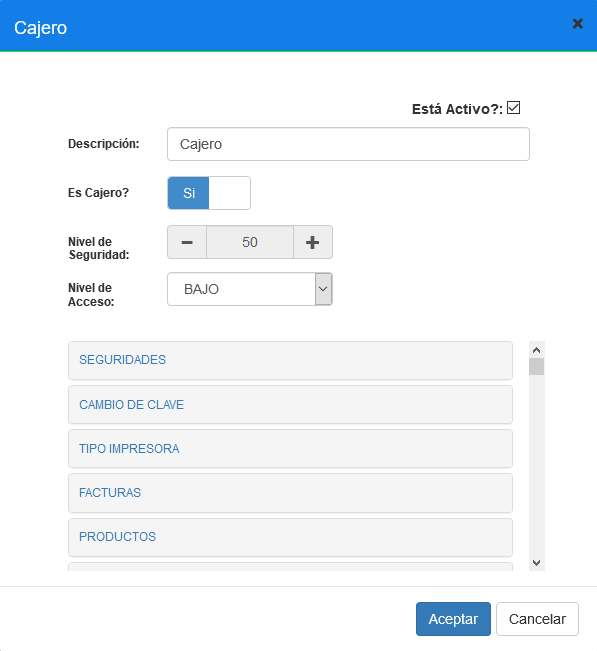 Cajero
Está Activo?:
Descripción: Cajero
Es Cajero? Si
Nivel de
Seguridad:
50
Nivel de
Acceso:
BAJO
SEGURIDADES
CAMBIO DE CLAVE
TIPO IMPRESORA
FACTURAS
PRODUCTOS
Aceptar Cancelar